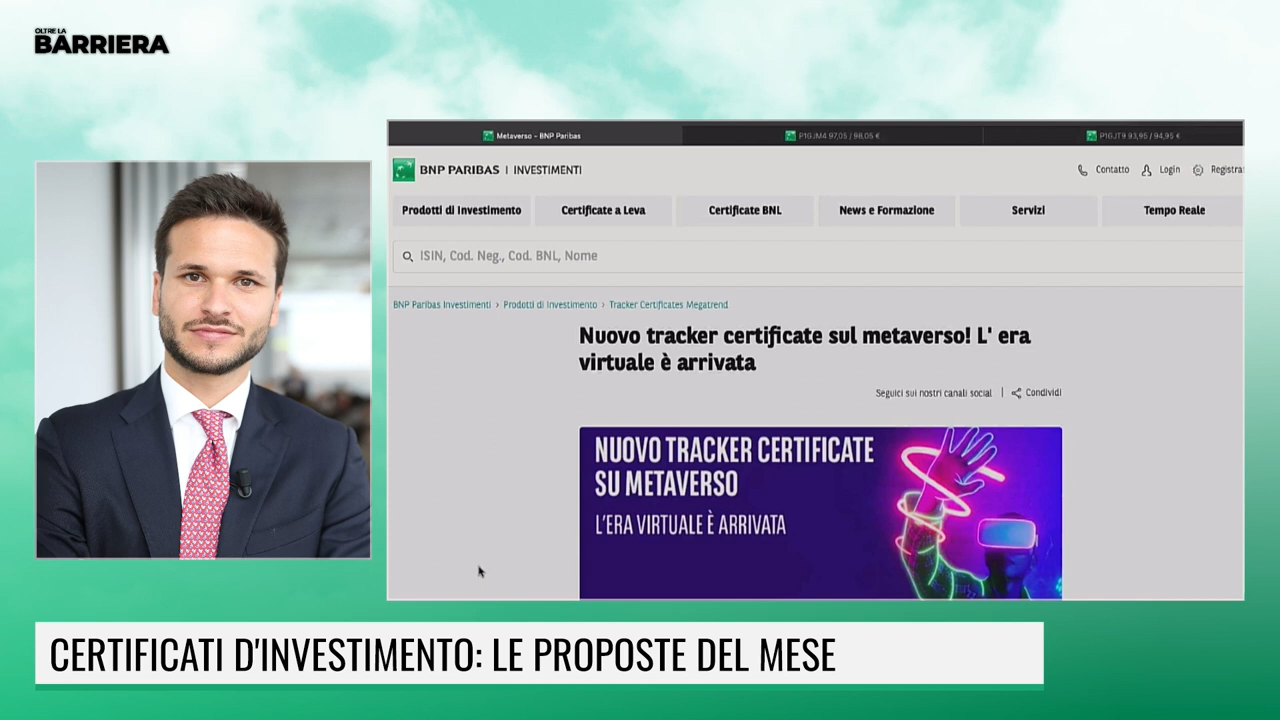 OLTRE LA
BARRIERA
Metaverso - BNP Paribas
P1GJM4 97,05 / 98,05 €
P1GJT9 93,95 / 94,95 €
BNP PARIBAS | INVESTIMENTI
Contatto
Login
Registra
Prodotti di Investimento
Certificate a Leva
Certificate BNL
News e Formazione
Servizi
Tempo Reale
ISIN, Cod. Neg., Cod. BNL, Nome
BNP Paribas Investimenti > Prodotti di Investimento > Tracker Certificates Megatrend
Nuovo tracker certificate sul metaverso! L' era
virtuale è arrivata
Seguici sui nostri canali social | Condividi
NUOVO TRACKER CERTIFICATE
SU METAVERSO
L'ERA VIRTUALE È ARRIVATA
CERTIFICATI D'INVESTIMENTO: LE PROPOSTE DEL MESE